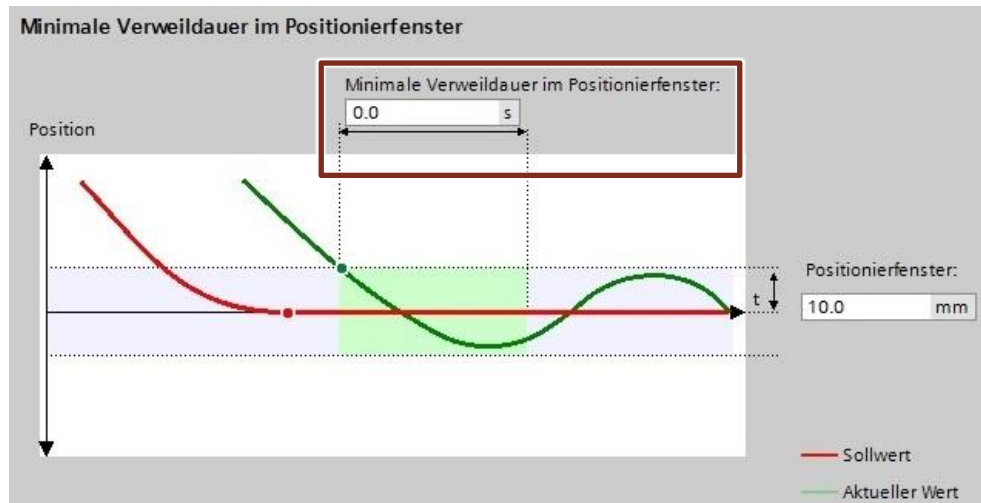 Minimale Verweildauer im Positionierfenster
Minimale Verweildauer im Positionierfenster:
0.0 s
Position
Positionierfenster:
t
10.0 mm
Sollwert
Aktueller Wert